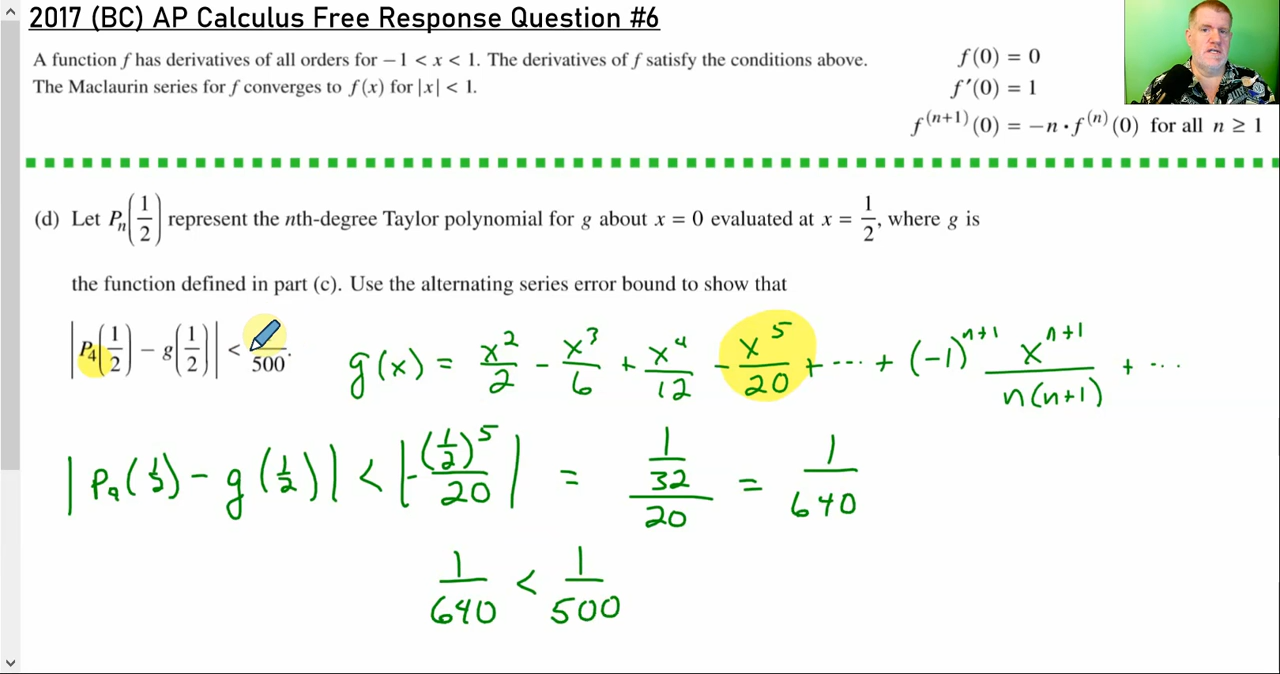 2017 (BC) AP Calculus Free Response Question #6
A function f has derivatives of all orders for −1 < x < 1. The derivatives of f satisfy the conditions above.
The Maclaurin series for f converges to f(x) for |x| < 1.
f(0) = 0
f′(0) = 1
f^(n+1)(0) = −n · f^(n)(0) for all n ≥ 1
(d) Let Pₙ(1/2) represent the nth-degree Taylor polynomial for g about x = 0 evaluated at x = 1/2, where g is
the function defined in part (c). Use the alternating series error bound to show that
|P₄(1/2) − g(1/2)| < /500.
g(x) = x²/2 − x³/6 + x⁴/12 − x⁵/20 + ··· + (−1)^(n+1) x^(n+1)/n(n+1) + ···
|P₄(1/2) − g(1/2)| < |−(1/2)⁵/20| = 1/32/20 = 1/640
1/640 < 1/500